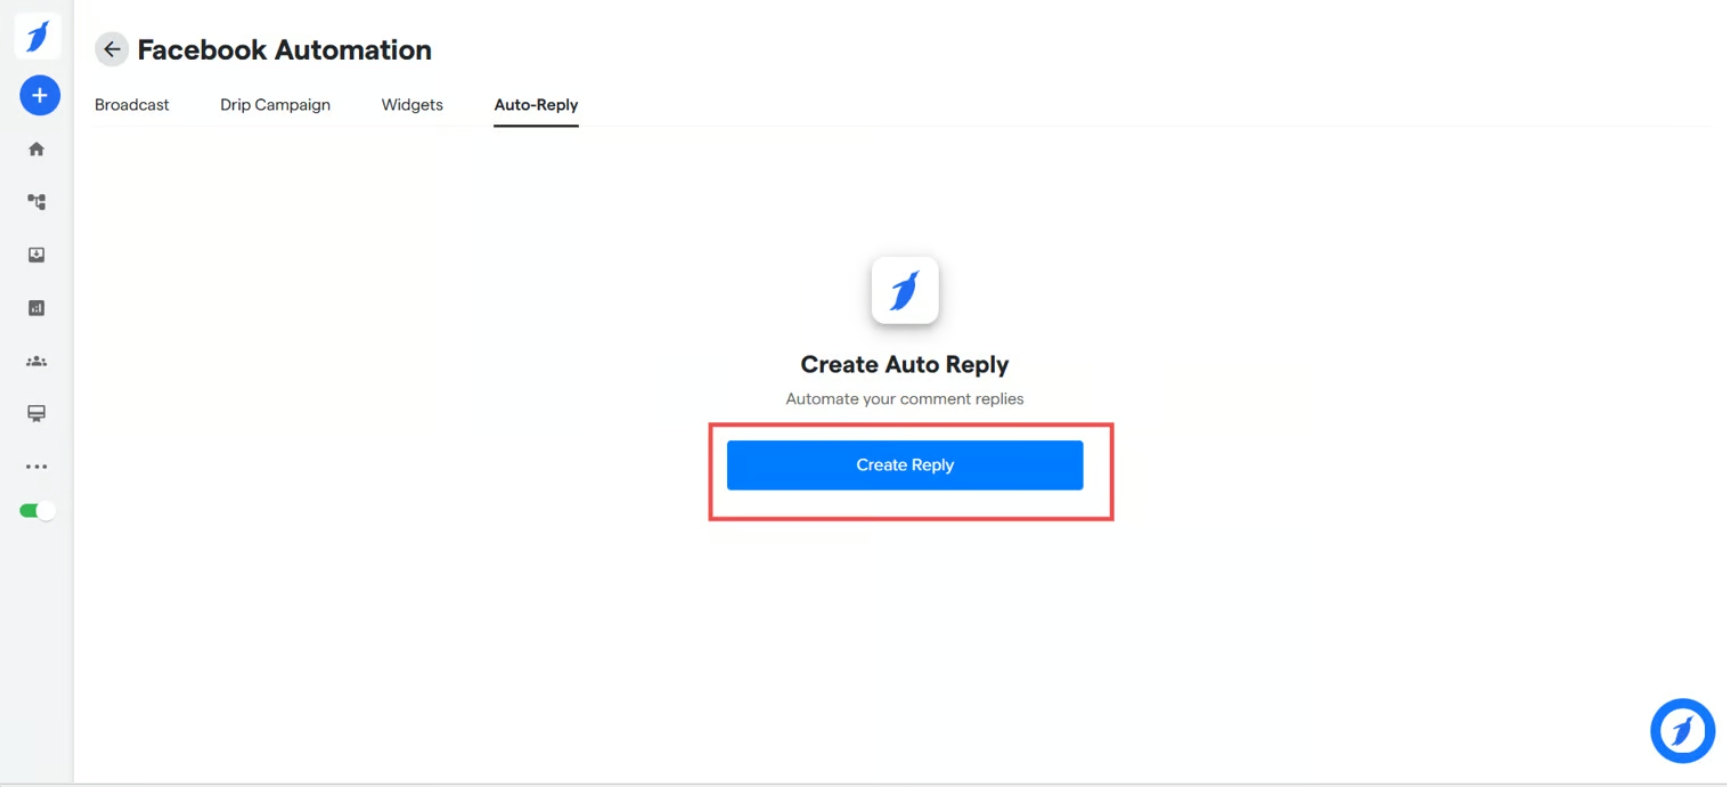 Facebook Automation
Broadcast Drip Campaign Widgets Auto-Reply
Create Auto Reply
Automate your comment replies
Create Reply